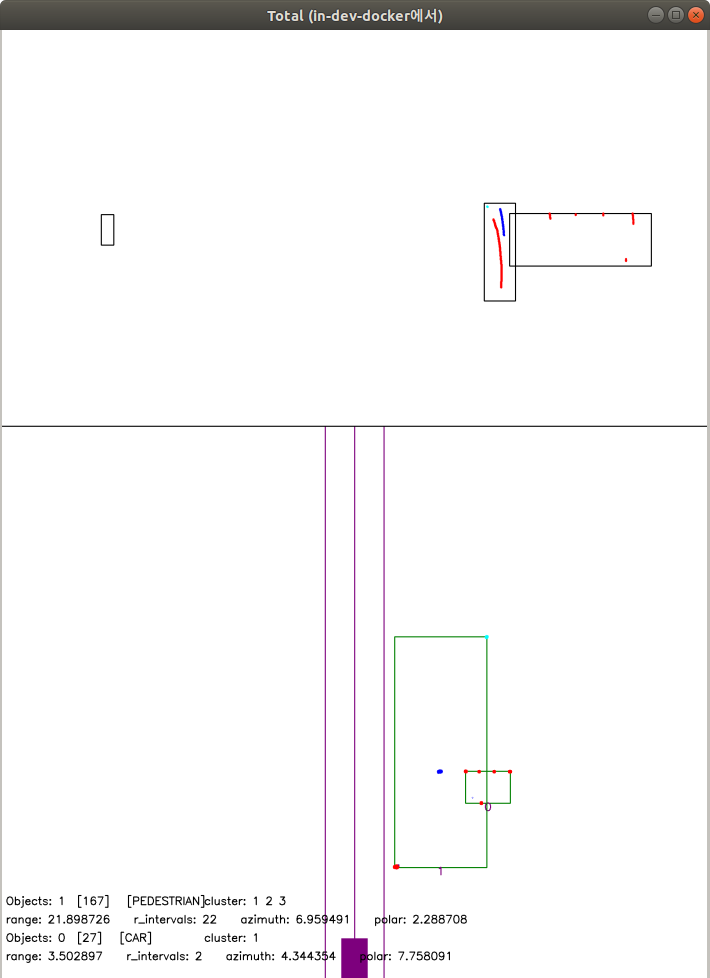 Total (in-dev-docker에서)
0
1
Objects: 1 [167] [PEDESTRIAN]cluster: 1 2 3
range: 21.898726 r_intervals: 22 azimuth: 6.959491 polar: 2.288708
Objects: 0 [27] [CAR] cluster: 1
range: 3.502897 r_intervals: 2 azimuth: 4.344354 polar: 7.758091